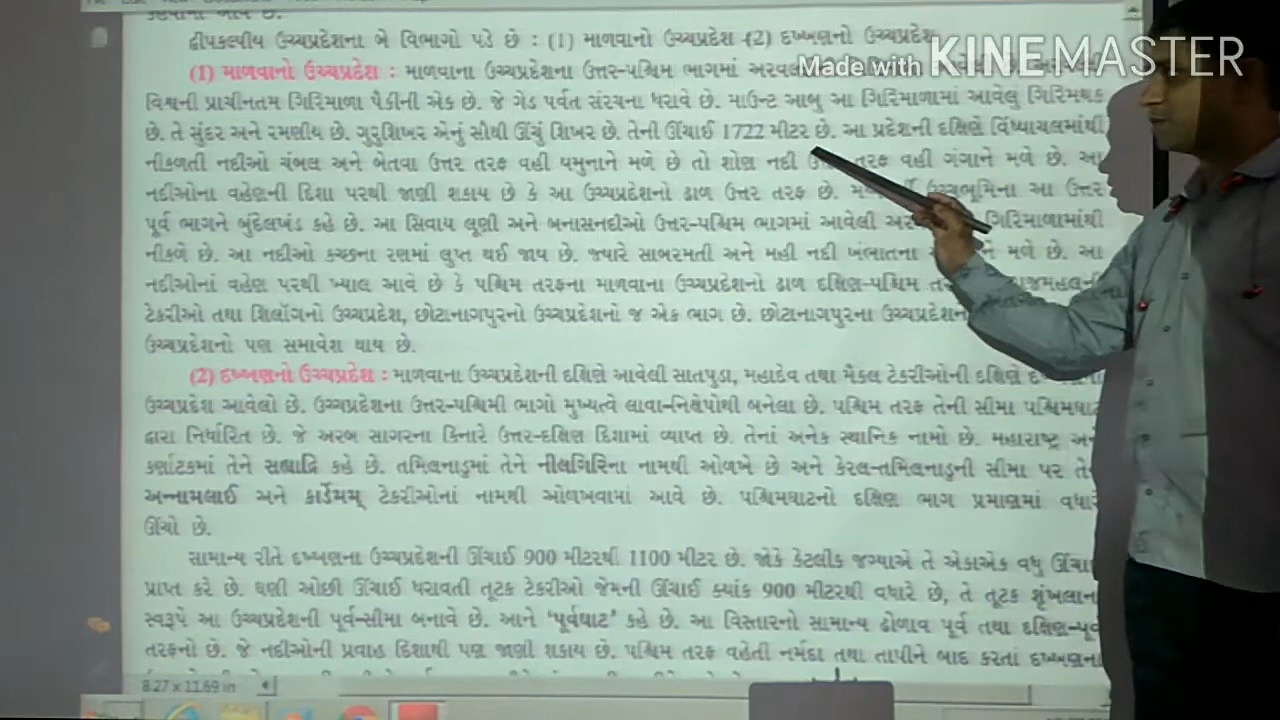 દ્વીપકલ્પીય ઉચ્ચપ્રદેશના બે વિભાગો પડે છે : (1) માળવાનો ઉચ્ચપ્રદેશ (2) દખ્ખણનો ઉચ્ચપ્રદેશ
Made with KINEMASTER
(1) માળવાનો ઉચ્ચપ્રદેશ : માળવાના ઉચ્ચપ્રદેશના ઉત્તર-પશ્ચિમ ભાગમાં
વિશ્વની પ્રાચીનતમ ગિરિમાળા પૈકીની એક છે. જે ગેડ પર્વત સંરચના ધરાવે છે. માઉન્ટ આબુ આ ગિરિમાળામાં આવેલું ગિરિમથક
છે. તે સુંદર અને રમણીય છે. ગુરુશિખર એનું સૌથી ઊંચું શિખર છે. તેની ઊંચાઈ 1722 મીટર છે. આ પ્રદેશની દક્ષિણે વિંધ્યાચલમાંથી
નીકળતી નદીઓ ચંબલ અને બેતવા ઉત્તર તરફ વહી યમુનાને મળે છે તો શોણ નદી તરફ વહી ગંગાને મળે છે. આ
નદીઓના વહેણની દિશા પરથી જાણી શકાય છે કે આ ઉચ્ચપ્રદેશનો ઢાળ ઉત્તર તરફ છે. ઉચ્ચભૂમિના આ ઉત્તર
પૂર્વ ભાગને બુંદેલખંડ કહે છે. આ સિવાય લૂણી અને બનાસનદીઓ ઉત્તર-પશ્ચિમ ભાગમાં આવેલી ગિરિમાળામાંથી
નીકળે છે. આ નદીઓ કચ્છના રણમાં લુપ્ત થઈ જાય છે. જ્યારે સાબરમતી અને મહી નદી ખંભાતના મળે છે. આ
નદીઓનાં વહેણ પરથી ખ્યાલ આવે છે કે પશ્ચિમ તરફના માળવાના ઉચ્ચપ્રદેશનો ઢાળ દક્ષિણ-પશ્ચિમ
ટેકરીઓ તથા શિલૉંગનો ઉચ્ચપ્રદેશ, છોટાનાગપુરનો ઉચ્ચપ્રદેશનો જ એક ભાગ છે. છોટાનાગપુરના
ઉચ્ચપ્રદેશનો પણ સમાવેશ થાય છે.
(2) દખ્ખણનો ઉચ્ચપ્રદેશ : માળવાના ઉચ્ચપ્રદેશની દક્ષિણે આવેલી સાતપુડા, મહાદેવ તથા મૈકલ ટેકરીઓની દક્ષિણે
ઉચ્ચપ્રદેશ આવેલો છે. ઉચ્ચપ્રદેશના ઉત્તર-પશ્ચિમી ભાગો મુખ્યત્વે લાવા-નિક્ષેપોથી બનેલા છે. પશ્ચિમ તરફ તેની સીમા પશ્ચિમઘાટ
દ્વારા નિર્ધારિત છે. જે અરબ સાગરના કિનારે ઉત્તર-દક્ષિણ દિશામાં વ્યાપ્ત છે. તેનાં અનેક સ્થાનિક નામો છે. મહારાષ્ટ્ર અને
કર્ણાટકમાં તેને સહ્યાદ્રિ કહે છે. તમિલનાડુમાં તેને નીલગિરિના નામથી ઓળખે છે અને કેરલ-તમિલનાડુની સીમા પર
અન્નામલાઈ અને કાર્ડેમમ્ ટેકરીઓનાં નામથી ઓળખવામાં આવે છે. પશ્ચિમઘાટનો દક્ષિણ ભાગ પ્રમાણમાં વધારે
ઊંચો છે.
સામાન્ય રીતે દખ્ખણના ઉચ્ચપ્રદેશની ઊંચાઈ 900 મીટરથી 1100 મીટર છે. જોકે કેટલીક જગ્યાએ તે એકાએક વધુ
પ્રાપ્ત કરે છે. ઘણી ઓછી ઊંચાઈ ધરાવતી તૂટક ટેકરીઓ જેમની ઊંચાઈ ક્યાંક 900 મીટરથી વધારે છે, તે તૂટક
સ્વરૂપે આ ઉચ્ચપ્રદેશની પૂર્વ-સીમા બનાવે છે. આને ‘પૂર્વઘાટ’ કહે છે. આ વિસ્તારનો સામાન્ય ઢોળાવ પૂર્વ તથા દક્ષિણ-પૂર્વ
તરફનો છે. જે નદીઓની પ્રવાહ દિશાથી પણ જાણી શકાય છે. પશ્ચિમ તરફ વહેતી નર્મદા તથા તાપીને બાદ કરતાં દખ્ખણના
8.27 x 11.69 in